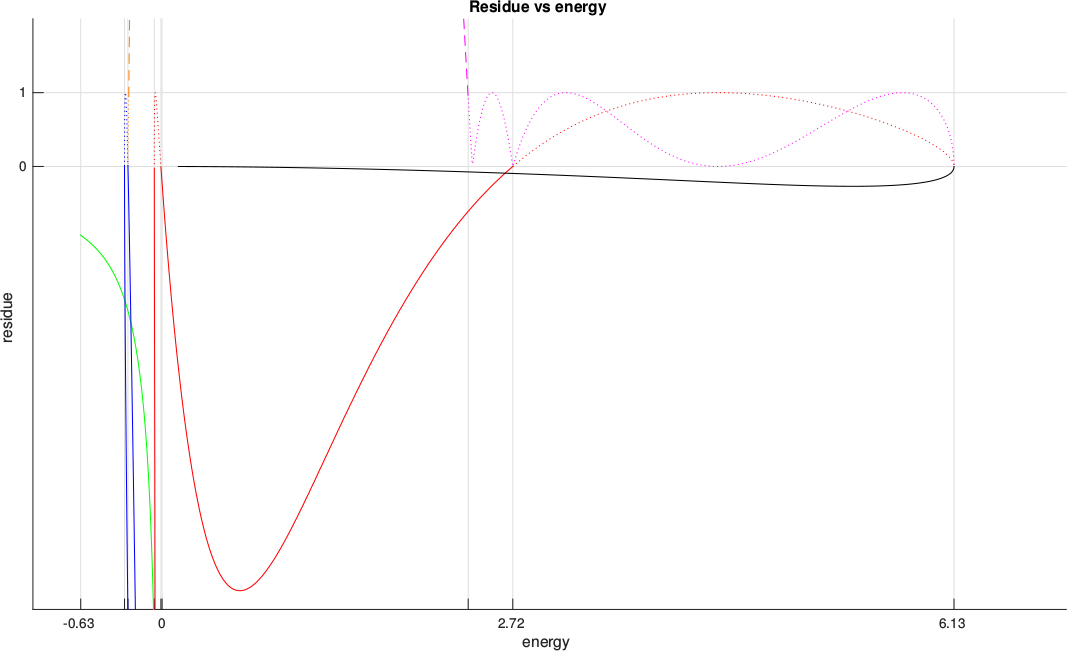 Residue vs energy
1
0
residue
-0.63 0 2.72 6.13
energy